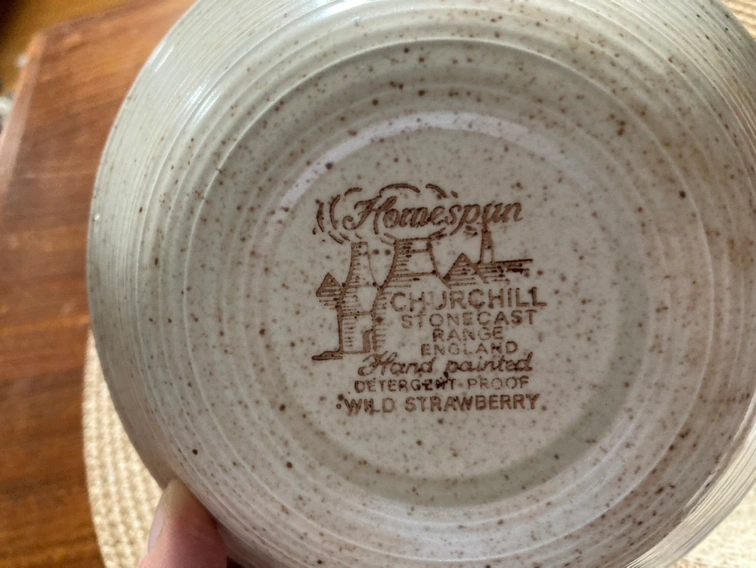 Homespun
CHURCHILL
STONECAST
RANGE
ENGLAND
Hand painted
DETERGENT-PROOF
WILD STRAWBERRY